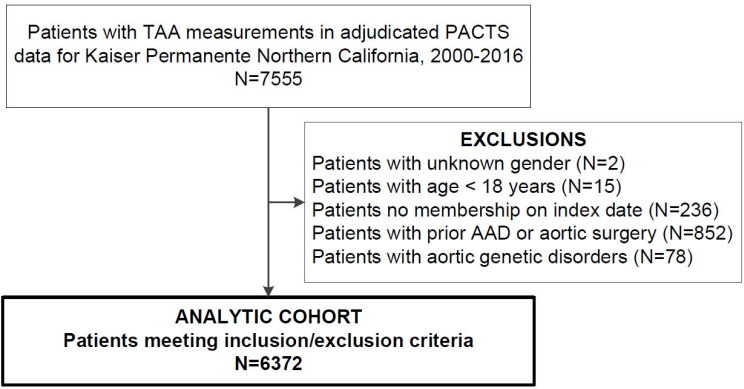 Patients with TAA measurements in adjudicated PACTS
data for Kaiser Permanente Northern California, 2000-2016
N=7555
EXCLUSIONS
Patients with unknown gender (N=2)
Patients with age < 18 years (N=15)
Patients no membership on index date (N=236)
Patients with prior AAD or aortic surgery (N=852)
Patients with aortic genetic disorders (N=78)
ANALYTIC COHORT
Patients meeting inclusion/exclusion criteria
N=6372